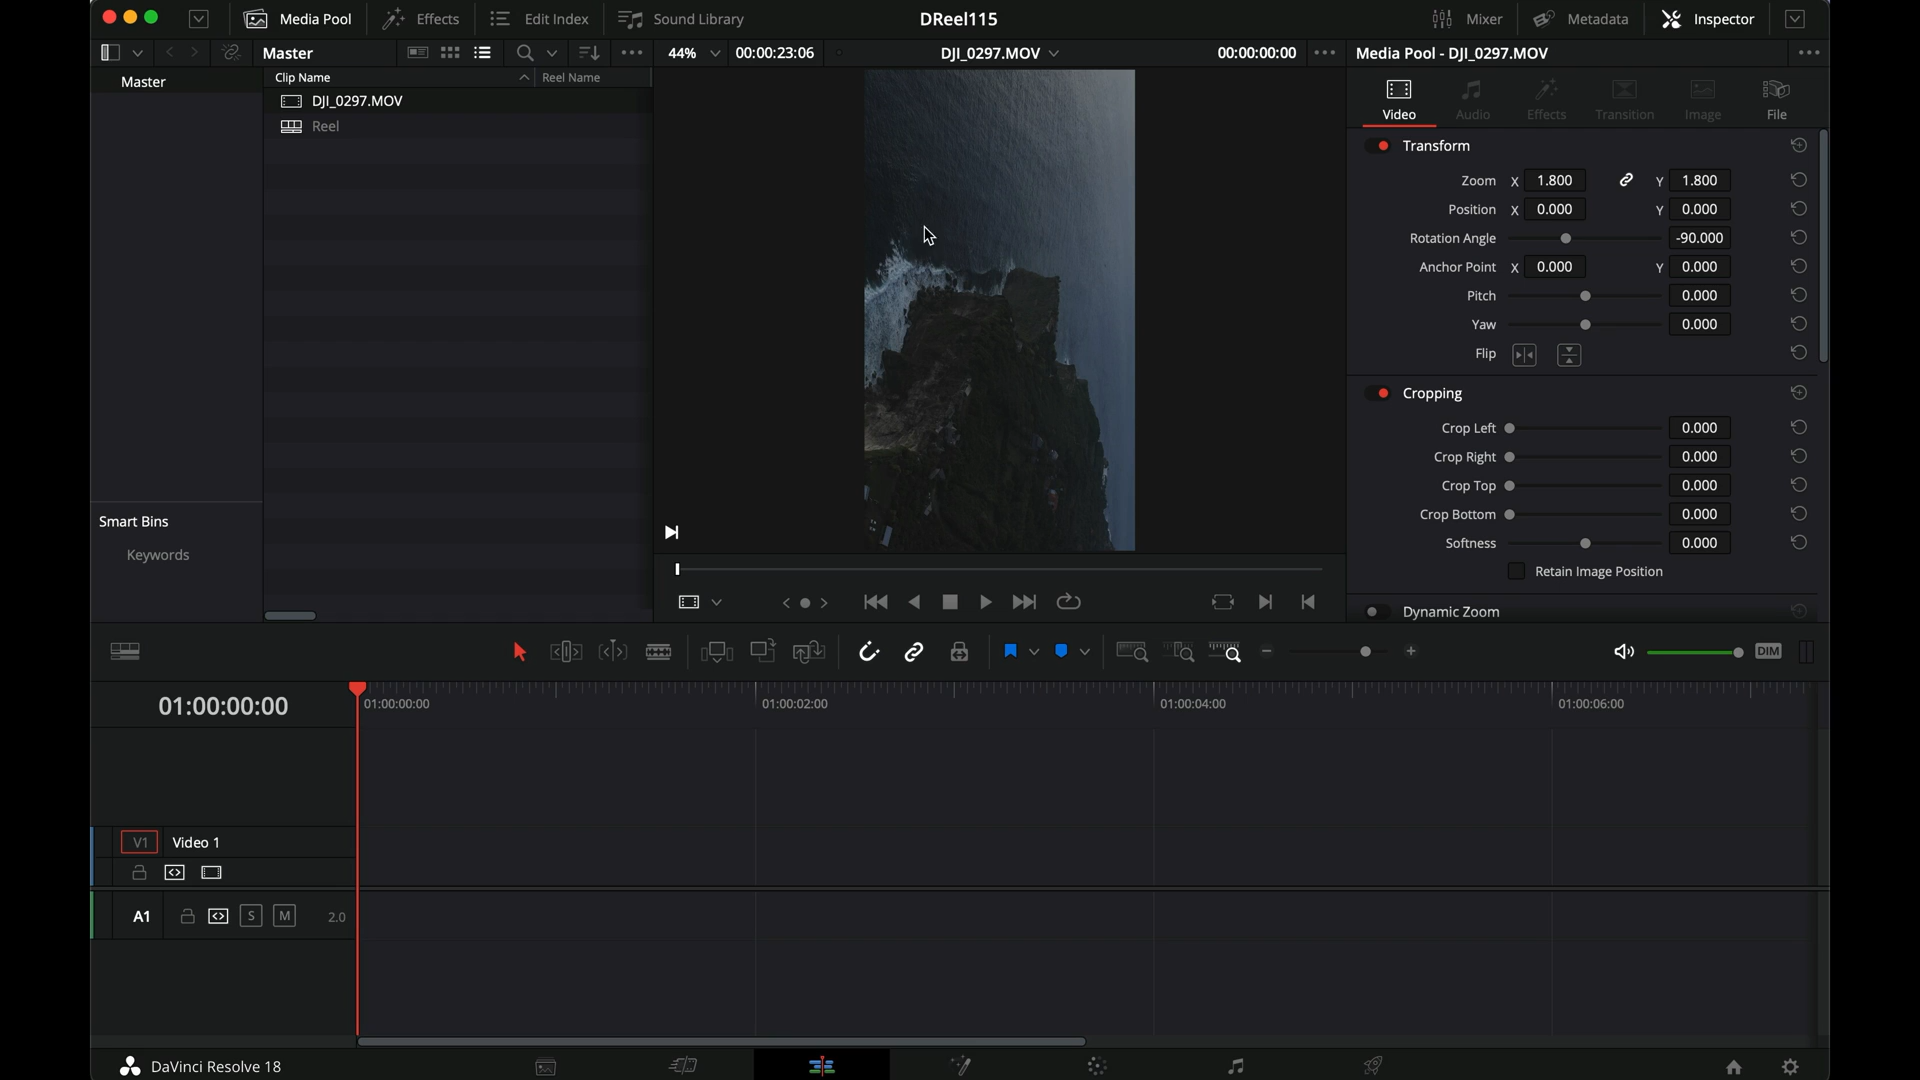 Media Pool
Effects
Edit Index
Sound Library
DReel115
Mixer
Metadata
Inspector
Master
44%
00:00:23:06
DJI_0297.MOV
00:00:00:00
Media Pool - DJI_0297.MOV
Master
Clip Name
Reel Name
DJI_0297.MOV
Reel
Video
Audio
Effects
Transition
Image
File
Transform
Zoom X 1.800 Y 1.800
Position X 0.000 Y 0.000
Rotation Angle -90.000
Anchor Point X 0.000 Y 0.000
Pitch 0.000
Yaw 0.000
Flip
Cropping
Crop Left 0.000
Crop Right 0.000
Crop Top 0.000
Crop Bottom 0.000
Softness 0.000
Retain Image Position
Dynamic Zoom
Smart Bins
Keywords
DIM
01:00:00:00
01:00:00:00
01:00:02:00
01:00:04:00
01:00:06:00
V1 Video 1
A1 S M 2.0
DaVinci Resolve 18